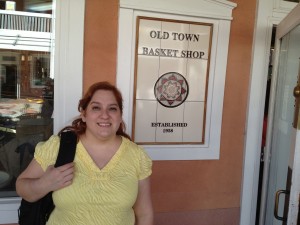 OLD TOWN
BASKET SHOP
ESTABLISHED
1938